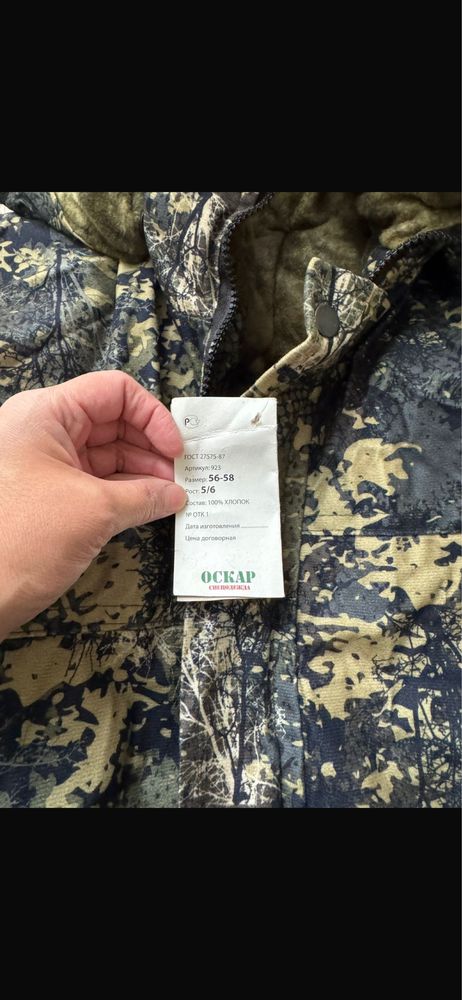 РСТ
ГОСТ 27575-87
Артикул: 923
Размер: 56-58
Рост: 5/6
Состав: 100% ХЛОПОК
№ ОТК 1
Дата изготовления ..............
Цена договорная
ОСКАР
СПЕЦОДЕЖДА